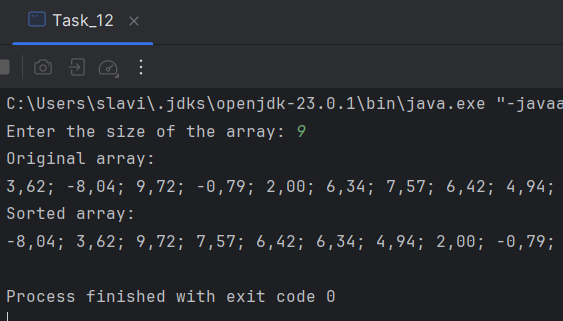 Task_12
C:\Users\slavi\.jdks\openjdk-23.0.1\bin\java.exe "-javaa
Enter the size of the array: 9
Original array:
3,62; -8,04; 9,72; -0,79; 2,00; 6,34; 7,57; 6,42; 4,94;
Sorted array:
-8,04; 3,62; 9,72; 7,57; 6,42; 6,34; 4,94; 2,00; -0,79;
Process finished with exit code 0